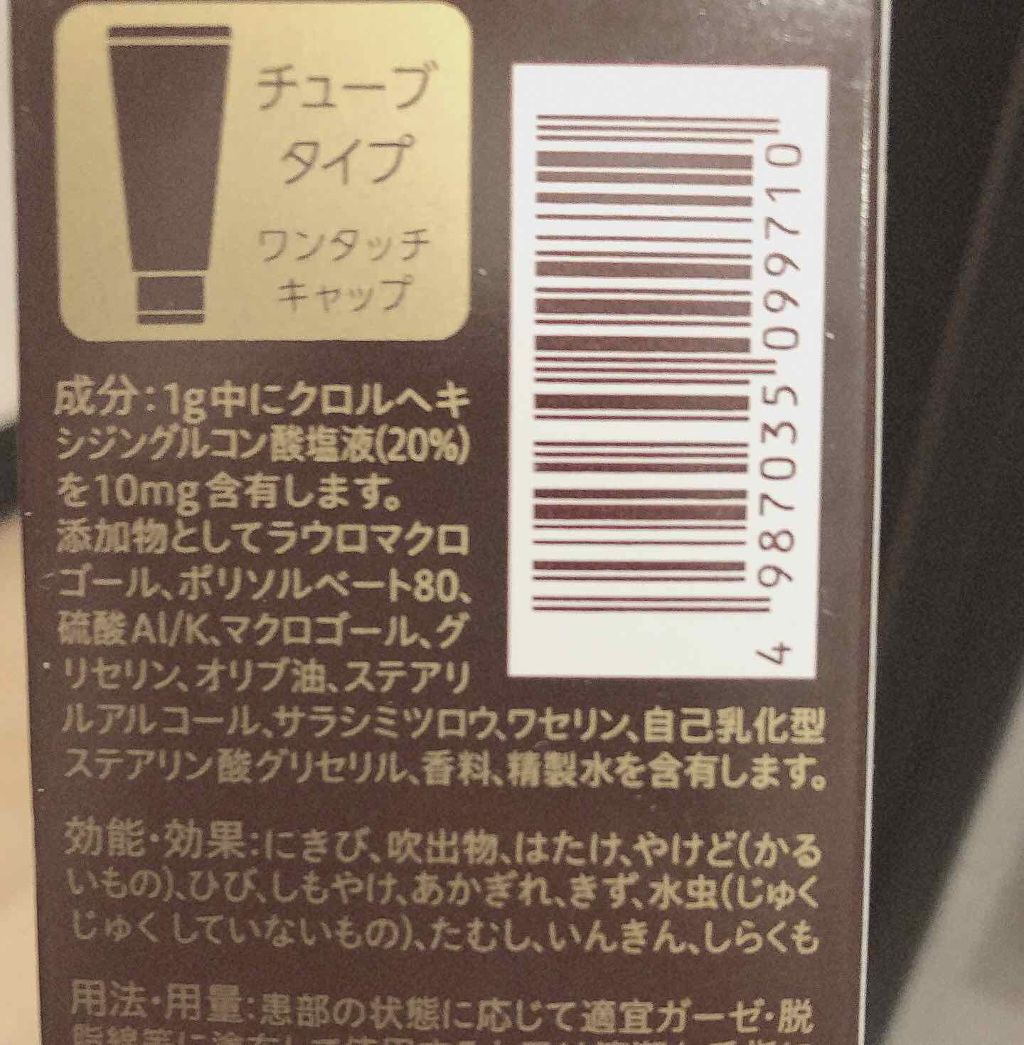 チューブ
タイプ
ワンタッチ
キャップ
4 987035 099710
成分：1g中にクロルヘキ
シジングルコン酸塩液(20%)
を10mg含有します。
添加物としてラウロマクロ
ゴール、ポリソルベート80、
硫酸Al/K、マクロゴール、グ
リセリン、オリブ油、ステアリ
ルアルコール、サラシミツロウ、ワセリン、自己乳化型
ステアリン酸グリセリル、香料、精製水を含有します。
効能・効果：にきび、吹出物、はたけ、やけど(かる
いもの)、ひび、しもやけ、あかぎれ、きず、水虫(じゅく
じゅくしていないもの)、たむし、いんきん、しらくも
用法・用量：患部の状態に応じて適宜ガーゼ・脱